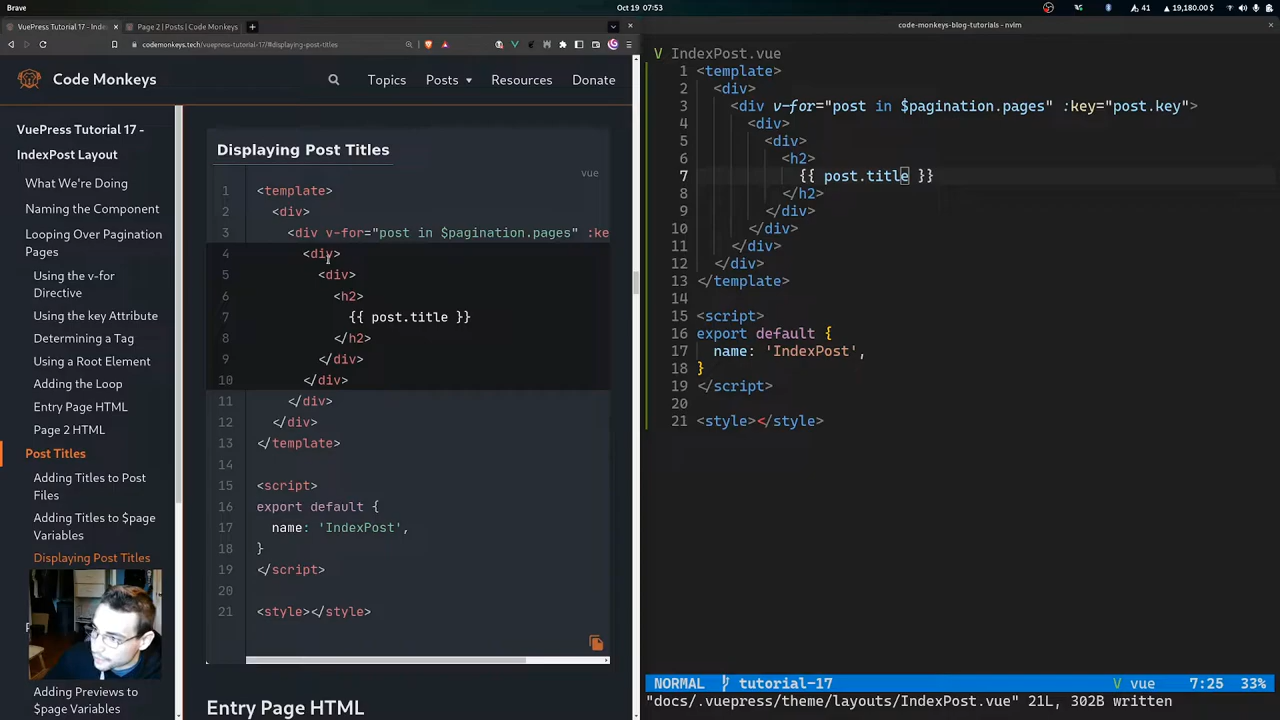 Brave
Oct 19 07:53
41
19,180.00 $
VuePress Tutorial 17 - Inde
Page 2 | Posts | Code Monkeys
codemonkeys.tech/vuepress-tutorial-17/#displaying-post-titles
code-monkeys-blog-tutorials - nvim
Code Monkeys
Topics
Posts
Resources
Donate
VuePress Tutorial 17 -
IndexPost Layout
What We're Doing
Naming the Component
Looping Over Pagination
Pages
Using the v-for
Directive
Using the key Attribute
Determining a Tag
Using a Root Element
Adding the Loop
Entry Page HTML
Page 2 HTML
Post Titles
Adding Titles to Post
Files
Adding Titles to $page
Variables
Displaying Post Titles
Adding Previews to
$page Variables
Displaying Post Titles
vue
1 <template>
2 <div>
3 <div v-for="post in $pagination.pages" :ke
4 <div>
5 <div>
6 <h2>
7 {{ post.title }}
8 </h2>
9 </div>
10 </div>
11 </div>
12 </div>
13 </template>
14
15 <script>
16 export default {
17 name: 'IndexPost',
18 }
19 </script>
20
21 <style></style>
Entry Page HTML
V IndexPost.vue
1 <template>
2 <div>
3 <div v-for="post in $pagination.pages" :key="post.key">
4 <div>
5 <div>
6 <h2>
7 {{ post.title }}
8 </h2>
9 </div>
10 </div>
11 </div>
12 </div>
13 </template>
14
15 <script>
16 export default {
17 name: 'IndexPost',
18 }
19 </script>
20
21 <style></style>
NORMAL tutorial-17 V vue 7:25 33%
"docs/.vuepress/theme/layouts/IndexPost.vue" 21L, 302B written